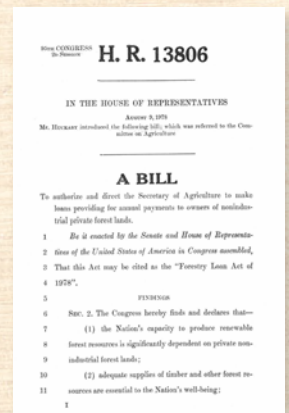 95TH CONGRESS
2D SESSION
H. R. 13806
IN THE HOUSE OF REPRESENTATIVES
AUGUST 9, 1978
MR. HUCKABY introduced the following bill; which was referred to the Com-
mittee on Agriculture
A BILL
To authorize and direct the Secretary of Agriculture to make
loans providing for annual payments to owners of nonindus-
trial private forest lands.
1 Be it enacted by the Senate and House of Representa-
2 tives of the United States of America in Congress assembled,
3 That this Act may be cited as the "Forestry Loan Act of
4 1978".
5 FINDINGS
6 SEC. 2. The Congress hereby finds and declares that—
7 (1) the Nation's capacity to produce renewable
8 forest resources is significantly dependent on private non-
9 industrial forest lands;
10 (2) adequate supplies of timber and other forest re-
11 sources are essential to the Nation's well-being;
I